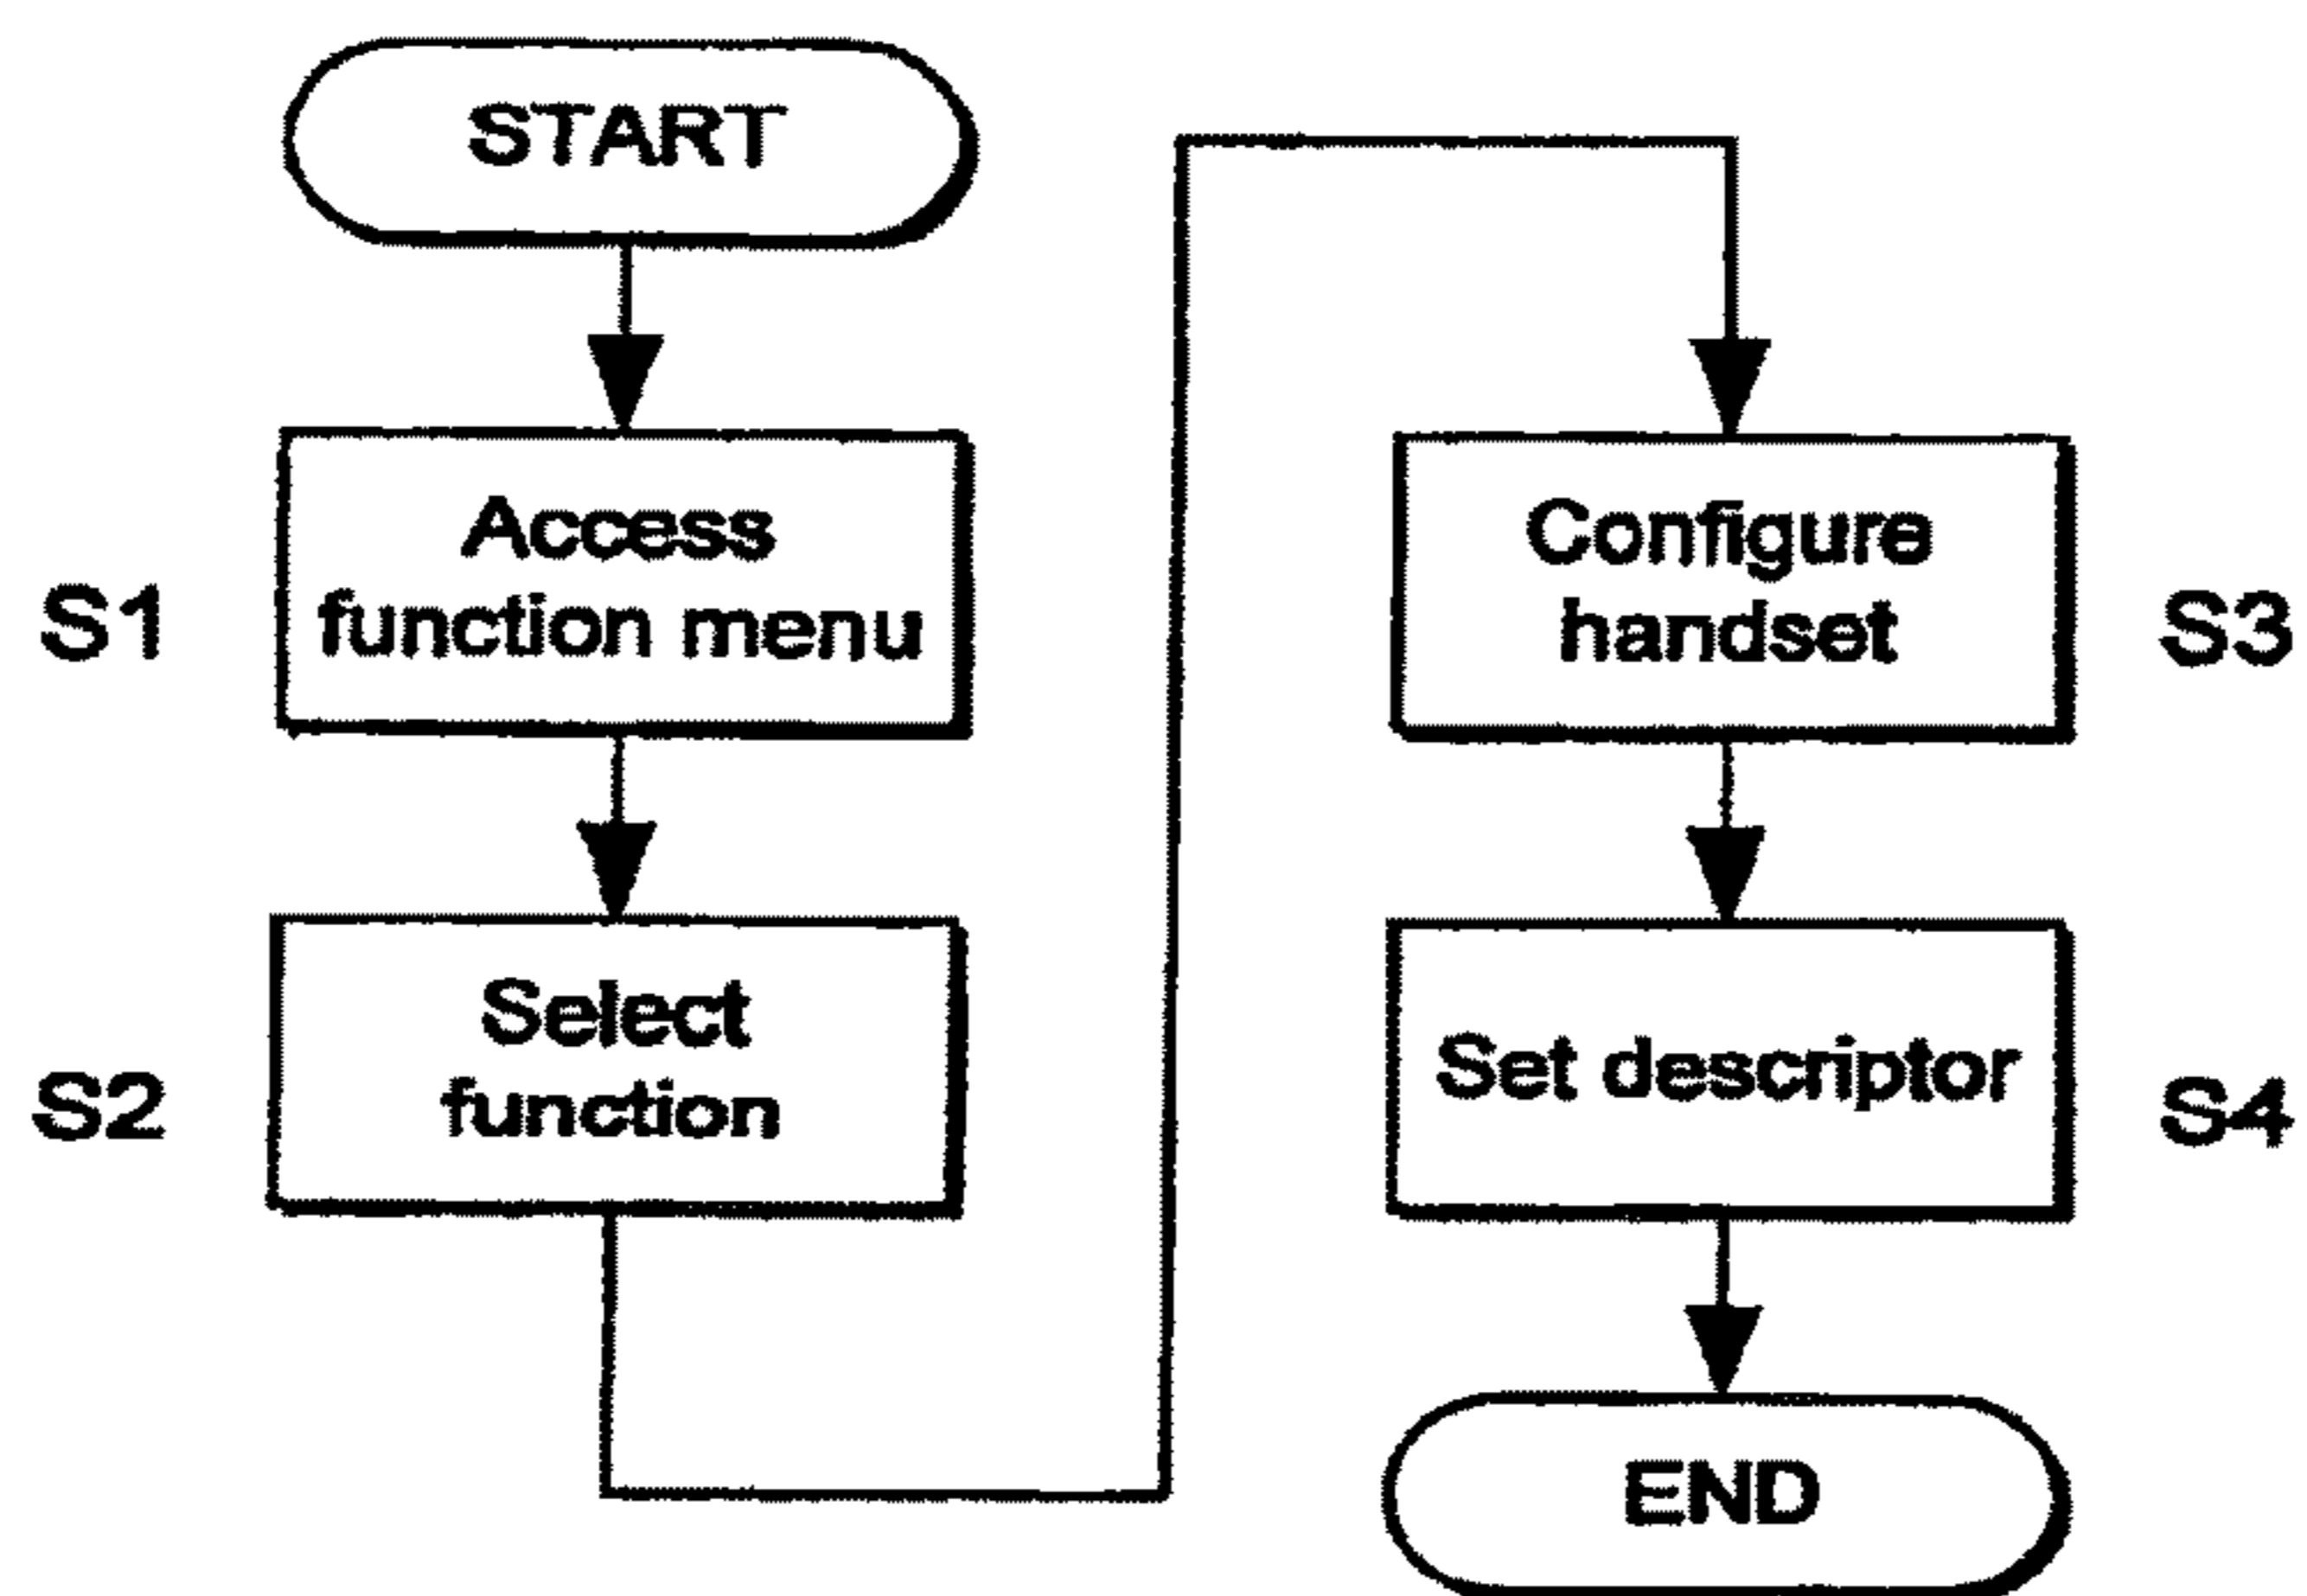 START
S1
Access
function menu
S2
Select
function
Configure
handset
S3
Set descriptor
S4
END